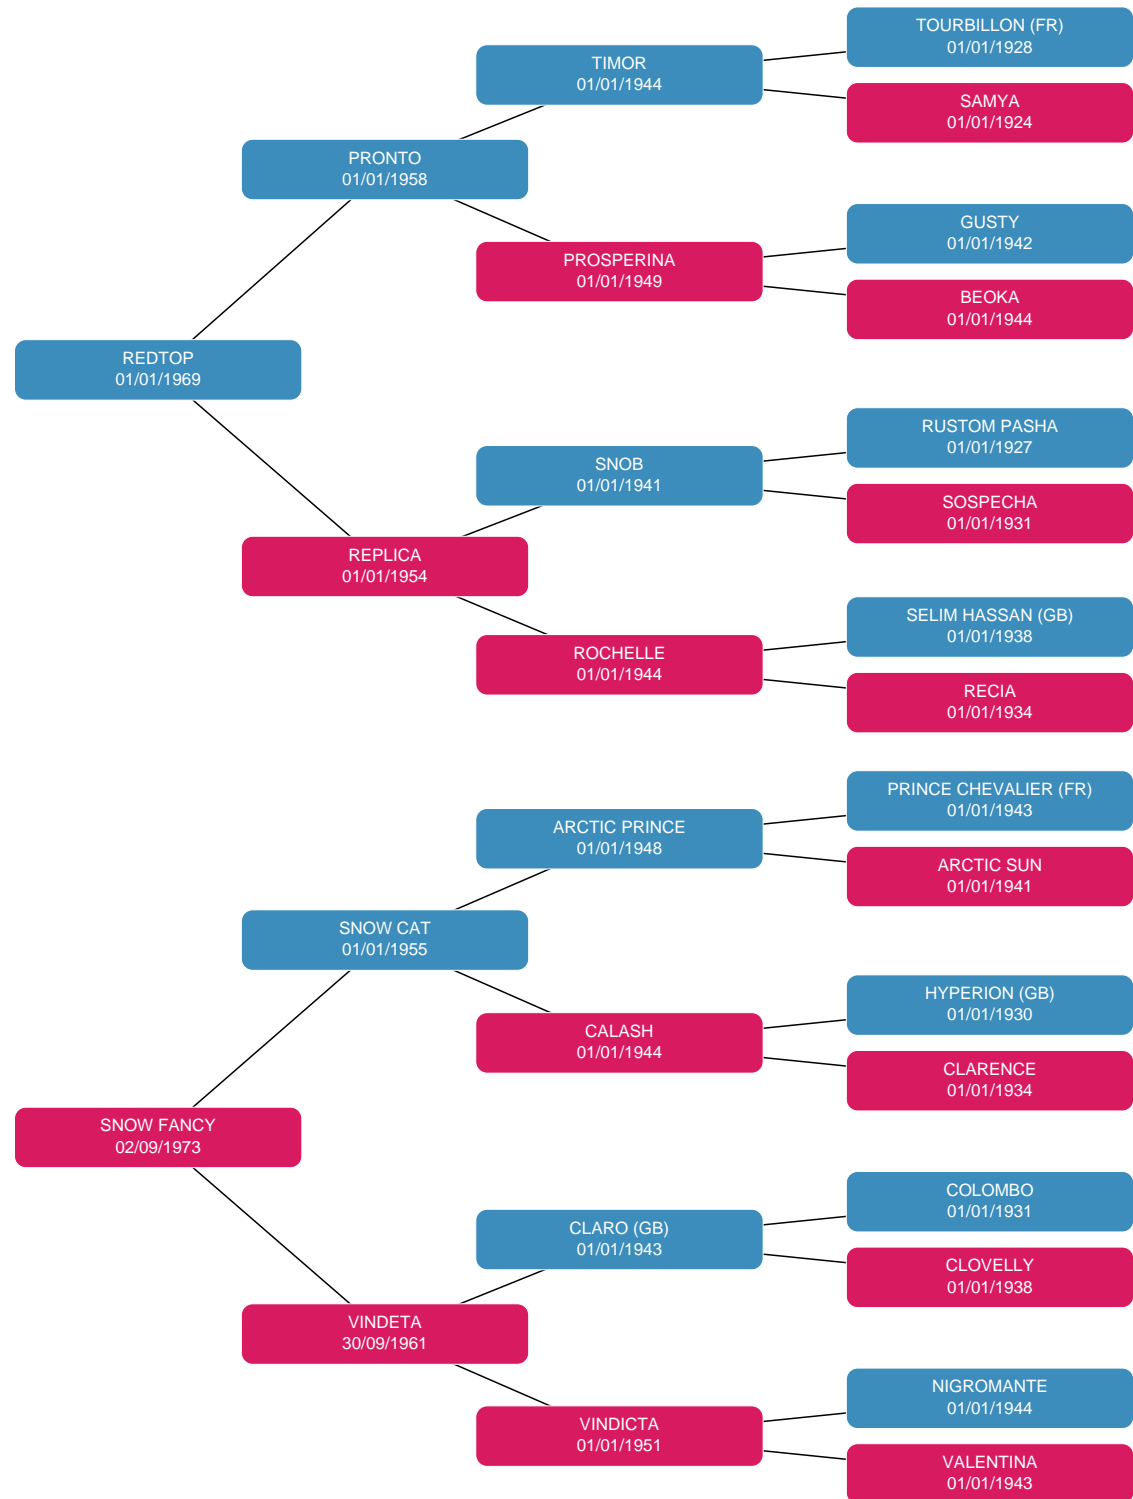 TOURBILLON (FR)
01/01/1928
TIMOR
01/01/1944
SAMYA
01/01/1924
PRONTO
01/01/1958
GUSTY
01/01/1942
PROSPERINA
01/01/1949
BEOKA
01/01/1944
REDTOP
01/01/1969
RUSTOM PASHA
01/01/1927
SNOB
01/01/1941
SOSPECHA
01/01/1931
REPLICA
01/01/1954
SELIM HASSAN (GB)
01/01/1938
ROCHELLE
01/01/1944
RECIA
01/01/1934
PRINCE CHEVALIER (FR)
01/01/1943
ARCTIC PRINCE
01/01/1948
ARCTIC SUN
01/01/1941
SNOW CAT
01/01/1955
HYPERION (GB)
01/01/1930
CALASH
01/01/1944
CLARENCE
01/01/1934
SNOW FANCY
02/09/1973
COLOMBO
01/01/1931
CLARO (GB)
01/01/1943
CLOVELLY
01/01/1938
VINDETA
30/09/1961
NIGROMANTE
01/01/1944
VINDICTA
01/01/1951
VALENTINA
01/01/1943